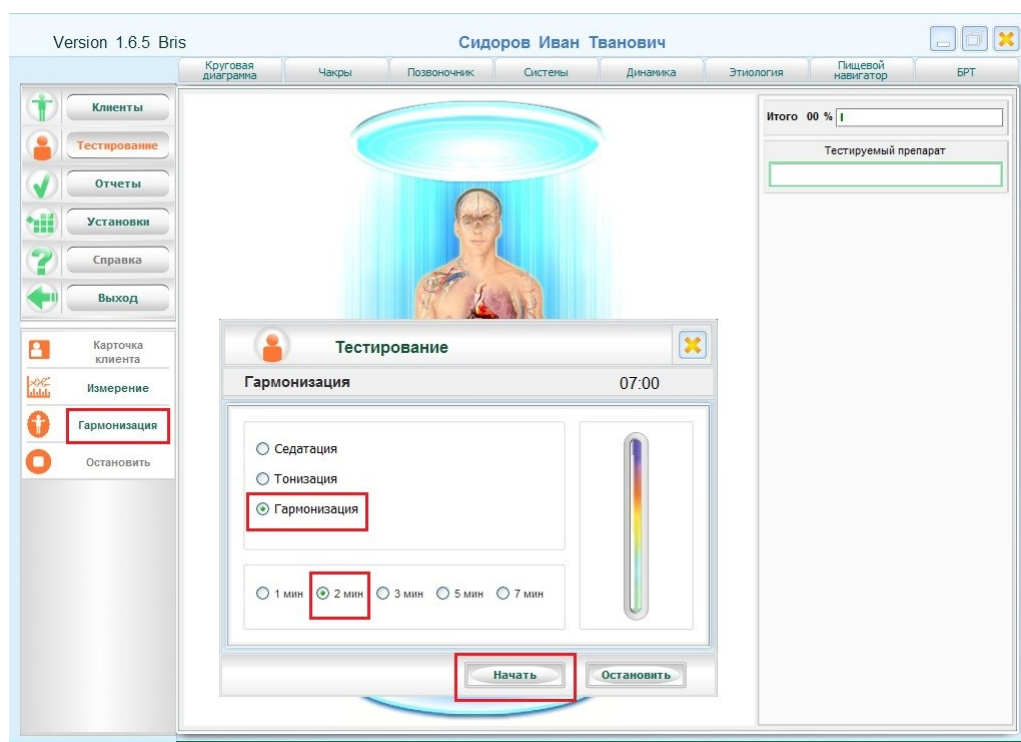 Version 1.6.5 Bris
Сидоров Иван Тванович
Круговая
диаграмма
Чакры
Позвоночник
Системы
Динамика
Этиология
Пищевой
навигатор
БРТ
Клиенты
Тестирование
Отчеты
Установки
Справка
Выход
Карточка
клиента
Измерение
Гармонизация
Остановить
Итого 00 %
Тестируемый препарат
Тестирование
Гармонизация 07:00
Седатация
Тонизация
Гармонизация
1 мин 2 мин 3 мин 5 мин 7 мин
Начать Остановить